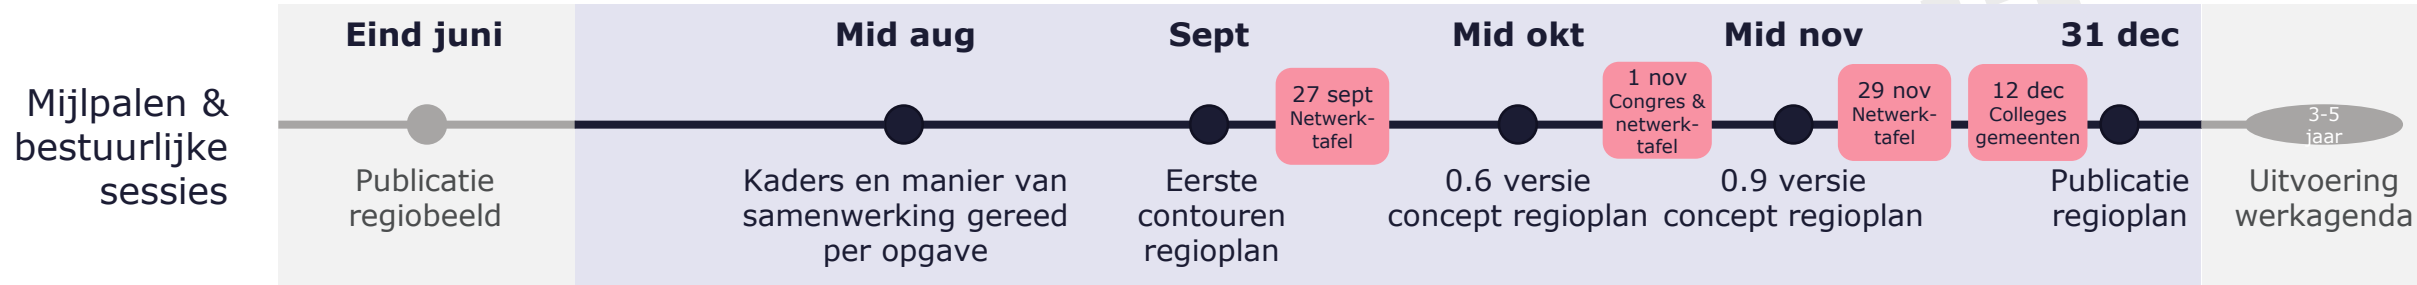 Mijlpalen &
bestuurlijke
sessies
Eind juni
Publicatie
regiobeeld
Mid aug
Kaders en manier van
samenwerking gereed
per opgave
Sept
Eerste
contouren
regioplan
27 sept
Netwerk-
tafel
Mid okt
0.6 versie
concept regioplan
1 nov
Congres &
netwerk-
tafel
Mid nov
0.9 versie
concept regioplan
29 nov
Netwerk-
tafel
12 dec
Colleges
gemeenten
31 dec
Publicatie
regioplan
3-5
jaar
Uitvoering
werkagenda